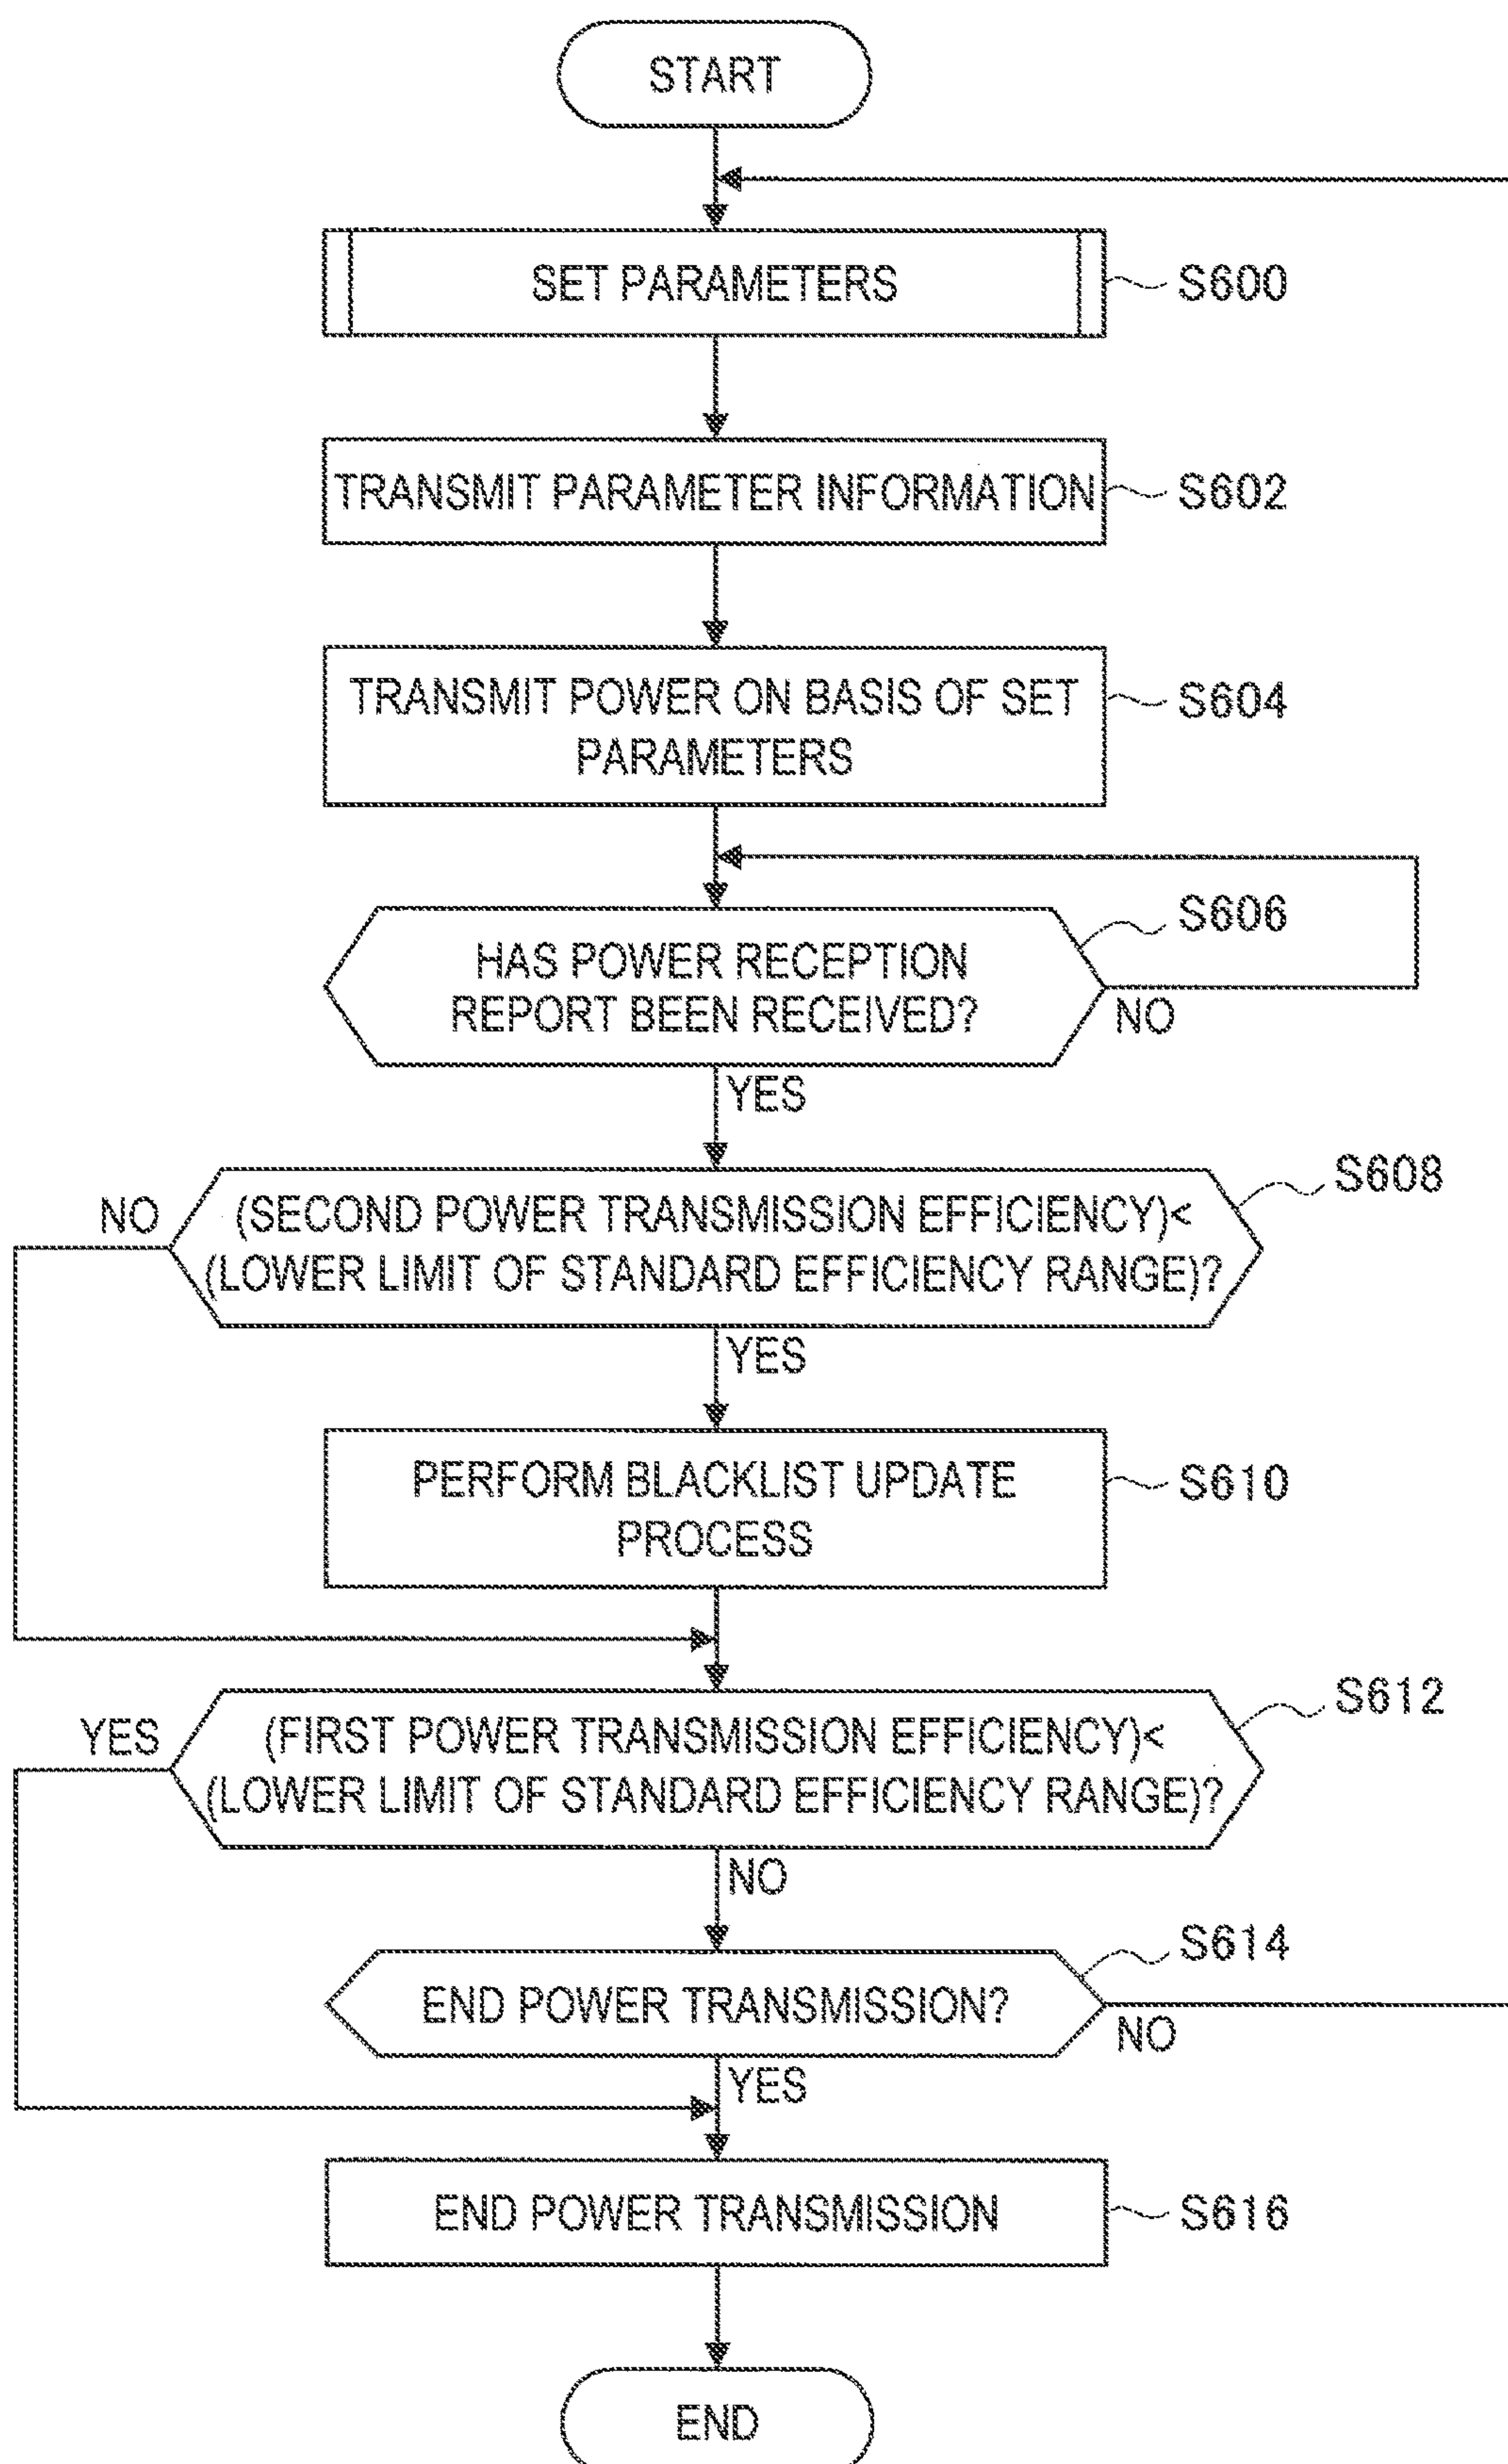 START
SET PARAMETERS
S600
TRANSMIT PARAMETER INFORMATION
S602
TRANSMIT POWER ON BASIS OF SET
PARAMETERS
S604
HAS POWER RECEPTION
REPORT BEEN RECEIVED?
S606
NO
YES
NO
(SECOND POWER TRANSMISSION EFFICIENCY)<
(LOWER LIMIT OF STANDARD EFFICIENCY RANGE)?
S608
YES
PERFORM BLACKLIST UPDATE
PROCESS
S610
YES
(FIRST POWER TRANSMISSION EFFICIENCY)<
(LOWER LIMIT OF STANDARD EFFICIENCY RANGE)?
S612
NO
END POWER TRANSMISSION?
S614
NO
YES
END POWER TRANSMISSION
S616
END